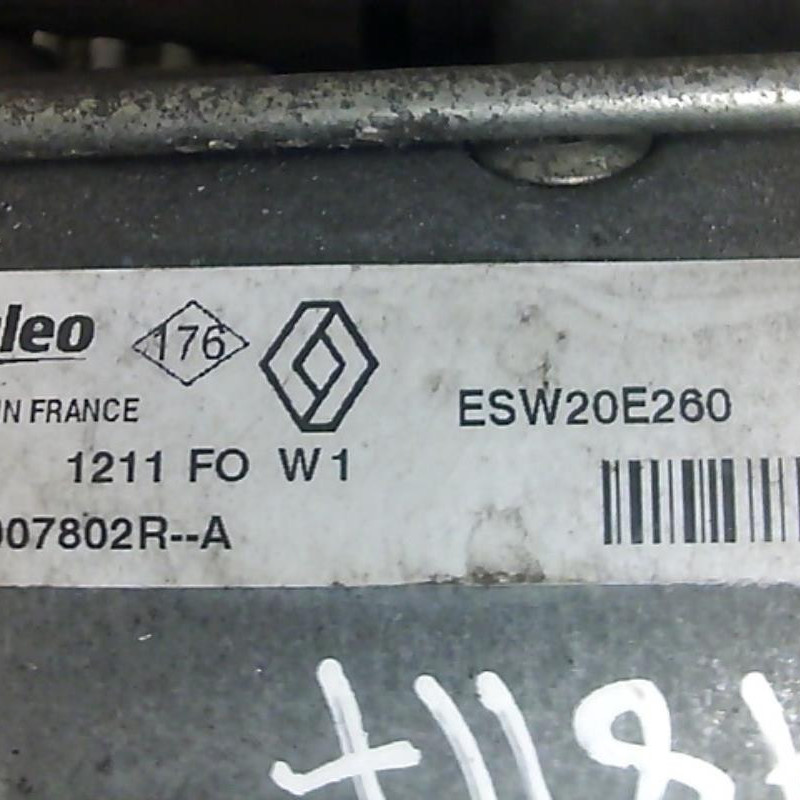 leo 176
IN FRANCE
ESW20E260
1211 FO W1
007802R--A